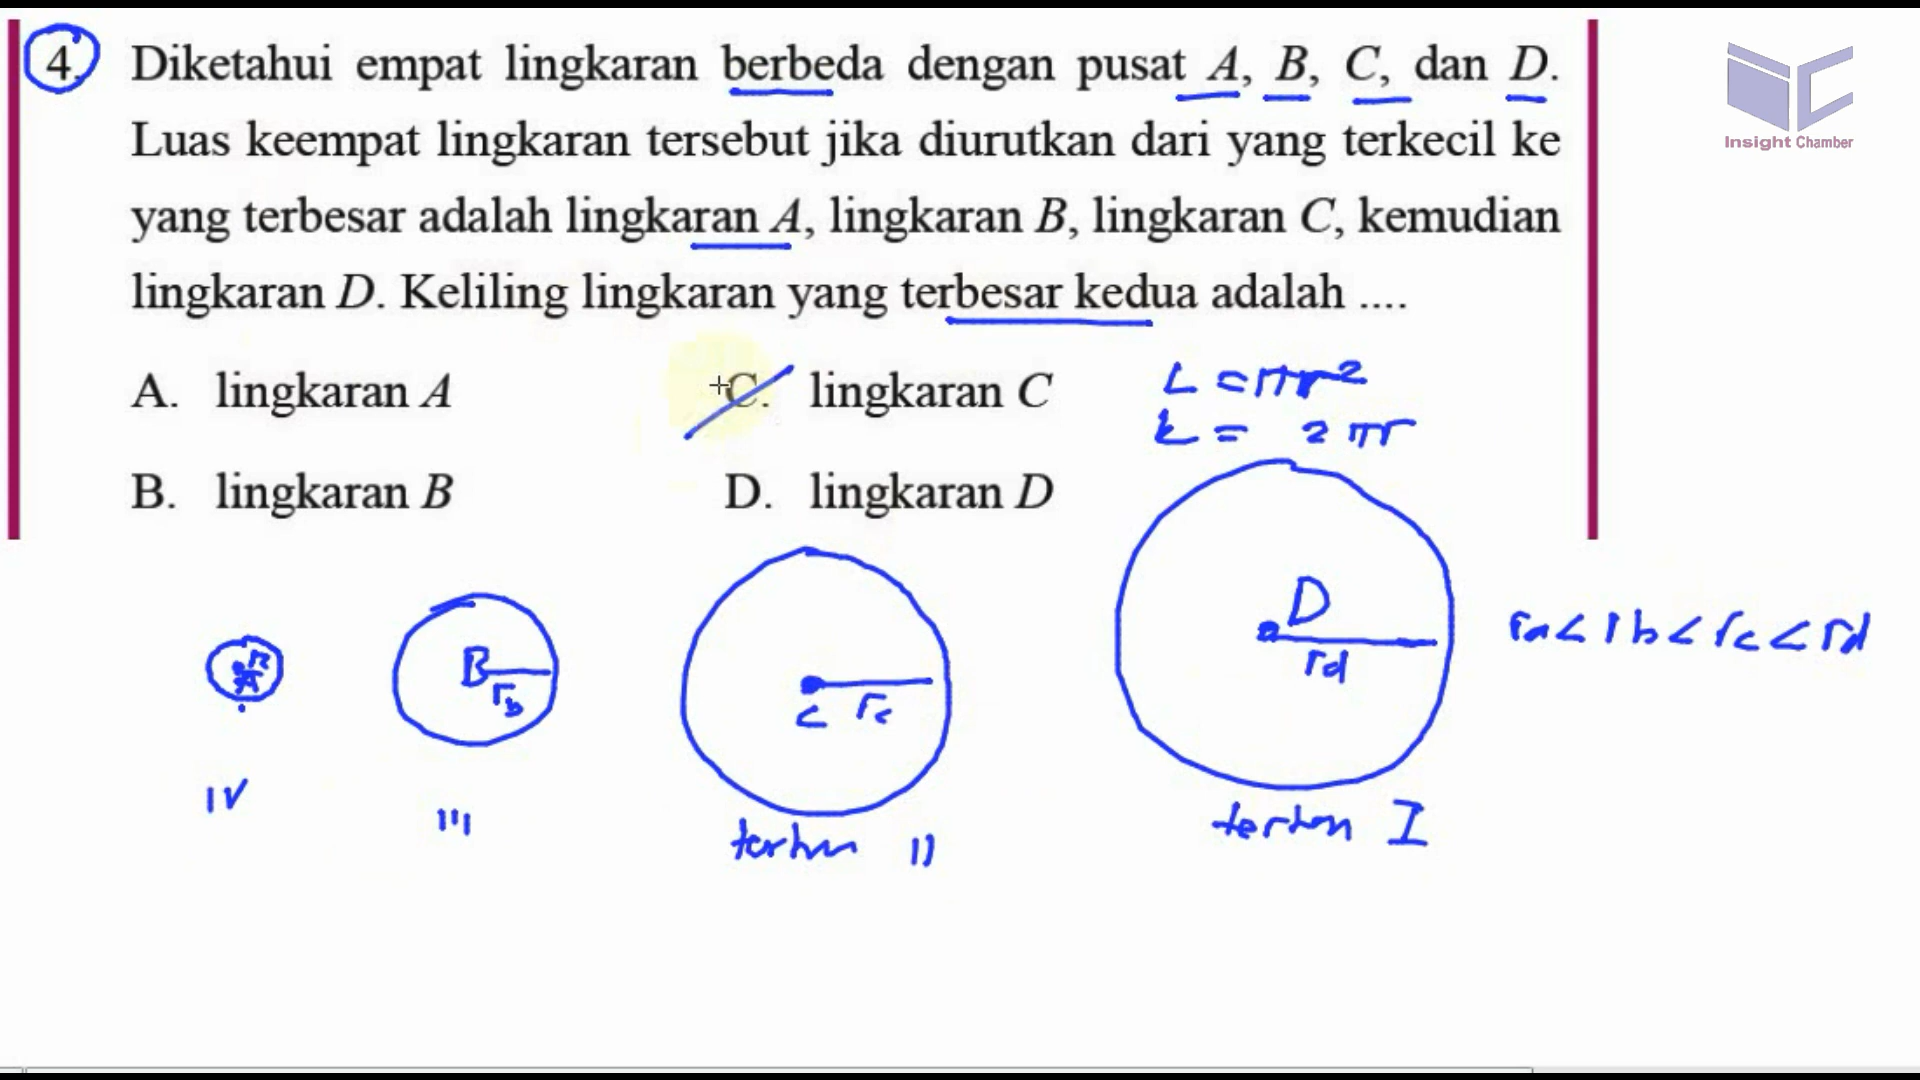 4. Diketahui empat lingkaran berbeda dengan pusat A, B, C, dan D.
Luas keempat lingkaran tersebut jika diurutkan dari yang terkecil ke
yang terbesar adalah lingkaran A, lingkaran B, lingkaran C, kemudian
lingkaran D. Keliling lingkaran yang terbesar kedua adalah ....
A. lingkaran A
C. lingkaran C
B. lingkaran B
D. lingkaran D
Insight Chamber
L = πr²
k = 2πr
A
B
rb
C rc
D
rd
ra < rb < rc < rd
IV
III
II
I